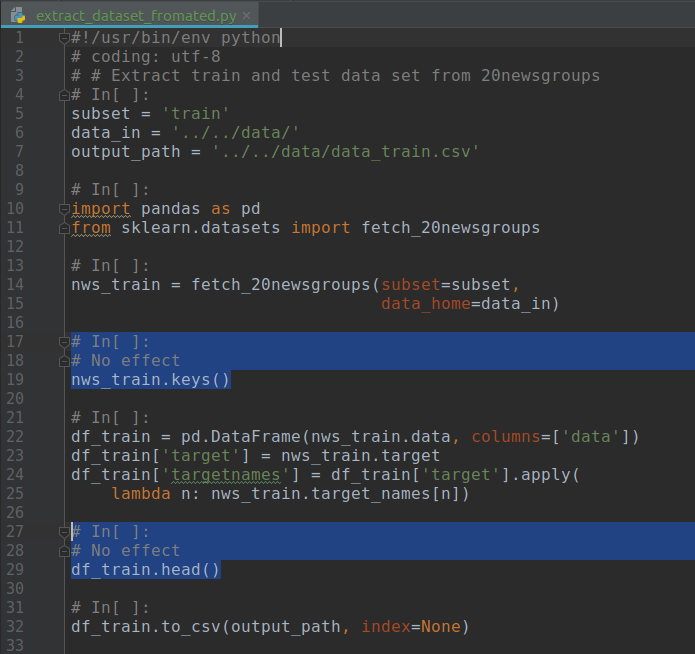 extract_dataset_fromated.py ×
1 #!/usr/bin/env python
2 # coding: utf-8
3 # # Extract train and test data set from 20newsgroups
4 # In[ ]:
5 subset = 'train'
6 data_in = '../../data/'
7 output_path = '../../data/data_train.csv'
8
9 # In[ ]:
10 import pandas as pd
11 from sklearn.datasets import fetch_20newsgroups
12
13 # In[ ]:
14 nws_train = fetch_20newsgroups(subset=subset,
15                                data_home=data_in)
16
17 # In[ ]:
18 # No effect
19 nws_train.keys()
20
21 # In[ ]:
22 df_train = pd.DataFrame(nws_train.data, columns=['data'])
23 df_train['target'] = nws_train.target
24 df_train['targetnames'] = df_train['target'].apply(
25     lambda n: nws_train.target_names[n])
26
27 # In[ ]:
28 # No effect
29 df_train.head()
30
31 # In[ ]:
32 df_train.to_csv(output_path, index=None)
33